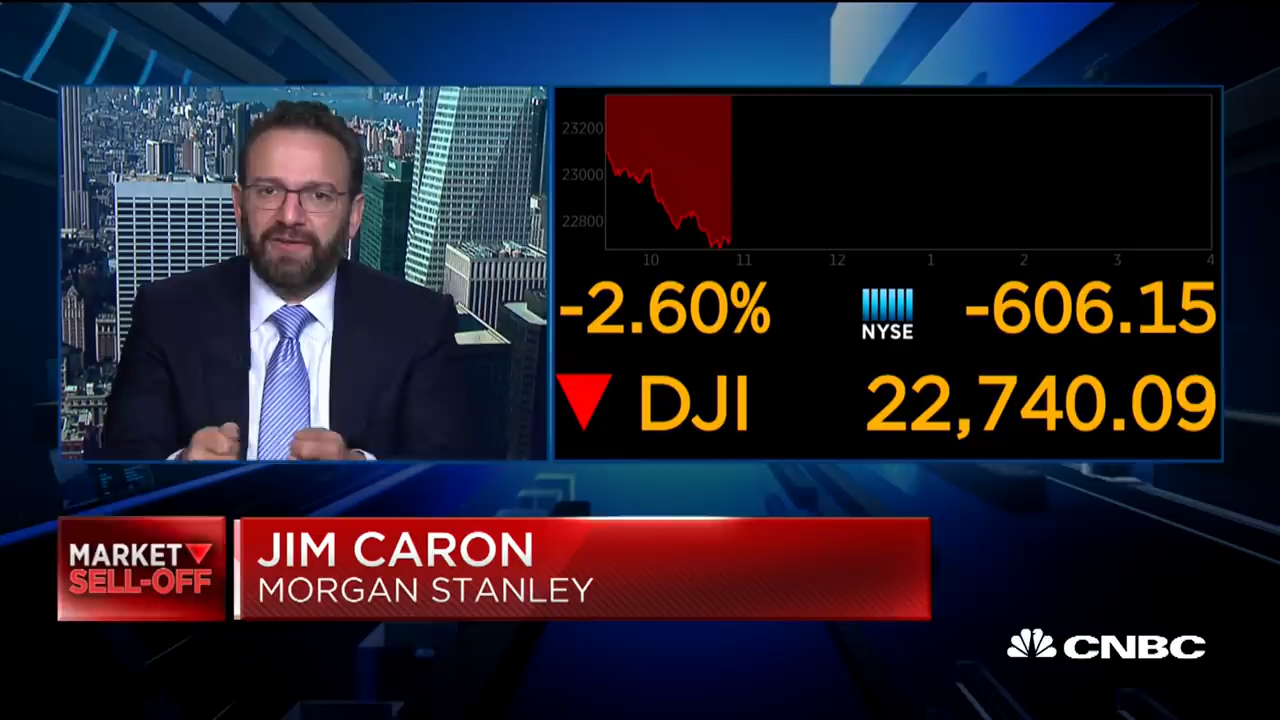 23200
23000
22800
10 11 12 1 2 3 4
-2.60% NYSE -606.15
DJI 22,740.09
MARKET
SELL-OFF
JIM CARON
MORGAN STANLEY
CNBC